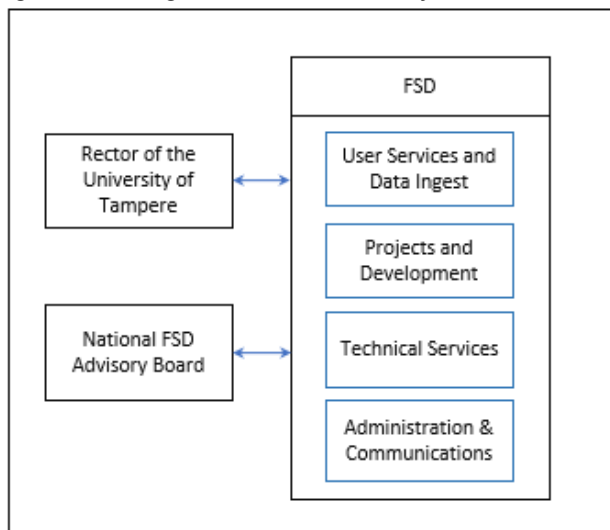 FSD
Rector of the
University of
Tampere
User Services and
Data Ingest
Projects and
Development
National FSD
Advisory Board
Technical Services
Administration &
Communications